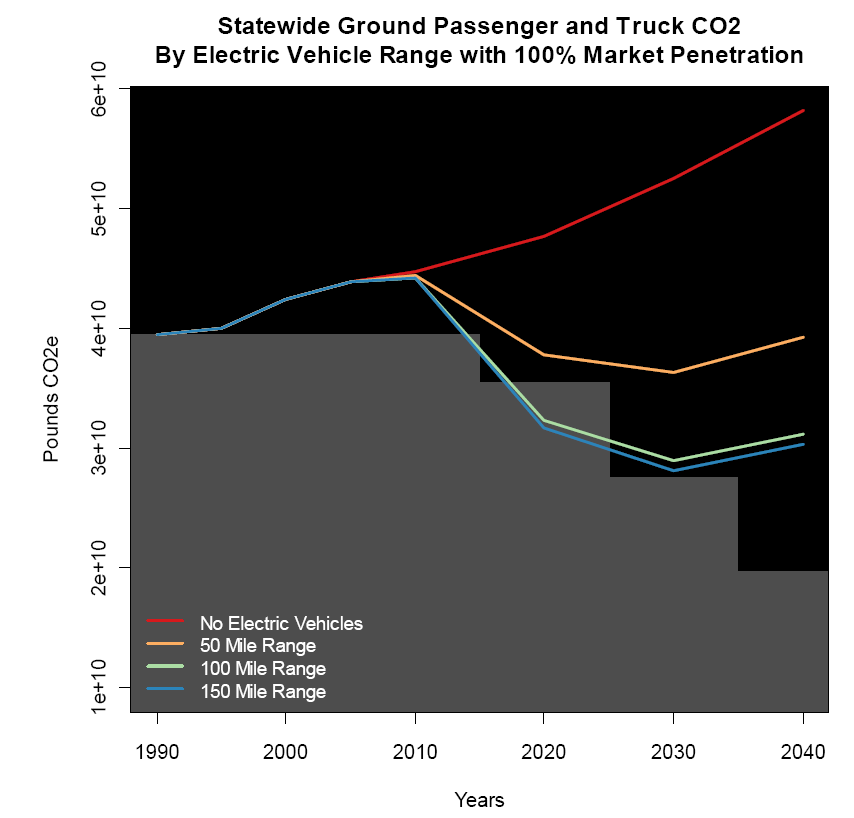 Statewide Ground Passenger and Truck CO2
By Electric Vehicle Range with 100% Market Penetration
6e+10
5e+10
4e+10
3e+10
2e+10
1e+10
Pounds CO2e
No Electric Vehicles
50 Mile Range
100 Mile Range
150 Mile Range
1990 2000 2010 2020 2030 2040
Years